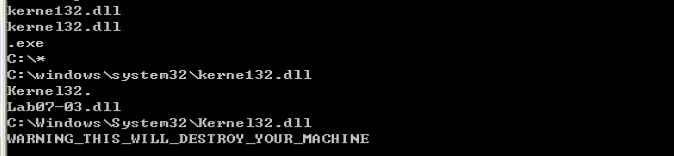 kerne132.dll
kernel32.dll
.exe
C:\*
C:\windows\system32\kerne132.dll
Kernel32.
Lab07-03.dll
C:\Windows\System32\Kernel32.dll
WARNING_THIS_WILL_DESTROY_YOUR_MACHINE